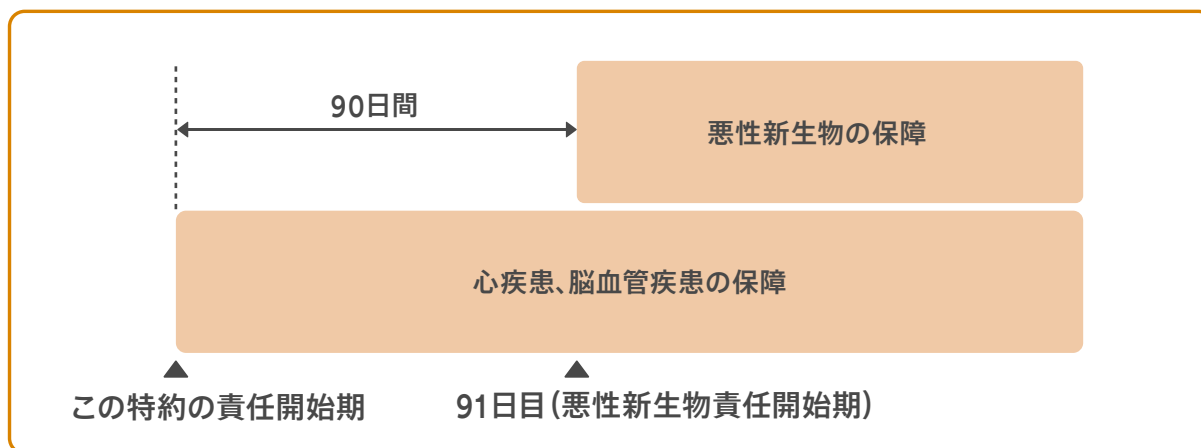 90日間
悪性新生物の保障
心疾患、脳血管疾患の保障
この特約の責任開始期
91日目(悪性新生物責任開始期)